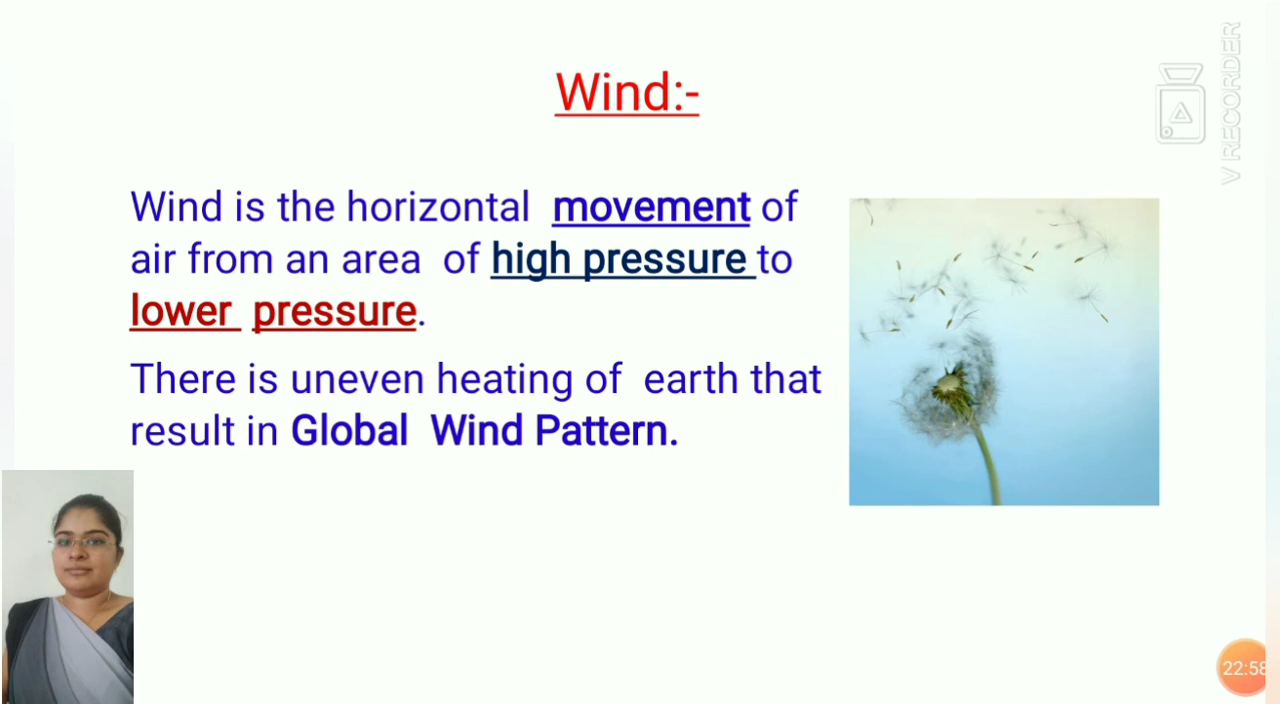 Wind:-
Wind is the horizontal movement of
air from an area of high pressure to
lower pressure.
There is uneven heating of earth that
result in Global Wind Pattern.
V RECORDER
22:58